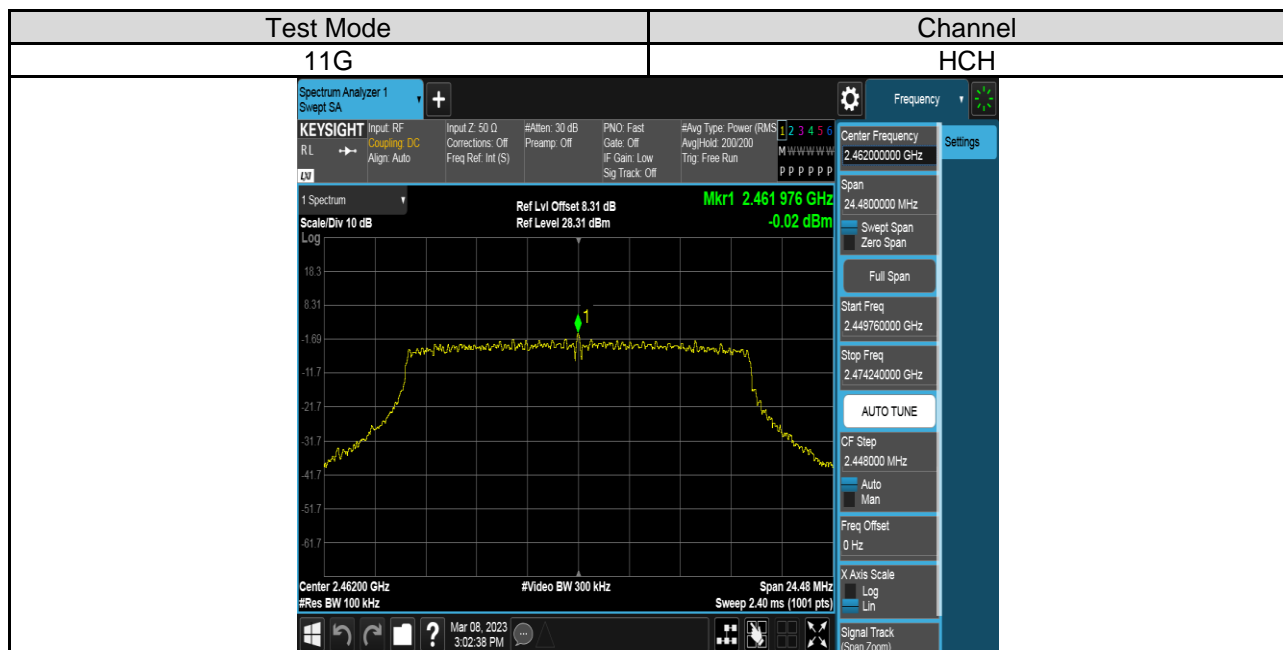 Test Mode Channel
11G HCH
Spectrum Analyzer 1
Swept SA
+
Frequency
KEYSIGHT
RL
LXI
Input: RF
Coupling: DC
Align: Auto
Input Z: 50 Ω
Corrections: Off
Freq Ref: Int (S)
#Atten: 30 dB
Preamp: Off
PNO: Fast
Gate: Off
IF Gain: Low
Sig Track: Off
#Avg Type: Power (RMS
Avg|Hold: 200/200
Trig: Free Run
1 2 3 4 5 6
M W W W W W
P P P P P P
1 Spectrum
Scale/Div 10 dB
Ref Lvl Offset 8.31 dB
Ref Level 28.31 dBm
Mkr1 2.461 976 GHz
-0.02 dBm
Log
18.3
8.31
-1.69
-11.7
-21.7
-31.7
-41.7
-51.7
-61.7
1
Center 2.46200 GHz
#Res BW 100 kHz
#Video BW 300 kHz
Span 24.48 MHz
Sweep 2.40 ms (1001 pts)
?
Mar 08, 2023
3:02:38 PM
Center Frequency
2.462000000 GHz
Settings
Span
24.4800000 MHz
Swept Span
Zero Span
Full Span
Start Freq
2.449760000 GHz
Stop Freq
2.474240000 GHz
AUTO TUNE
CF Step
2.448000 MHz
Auto
Man
Freq Offset
0 Hz
X Axis Scale
Log
Lin
Signal Track
(Span Zoom)